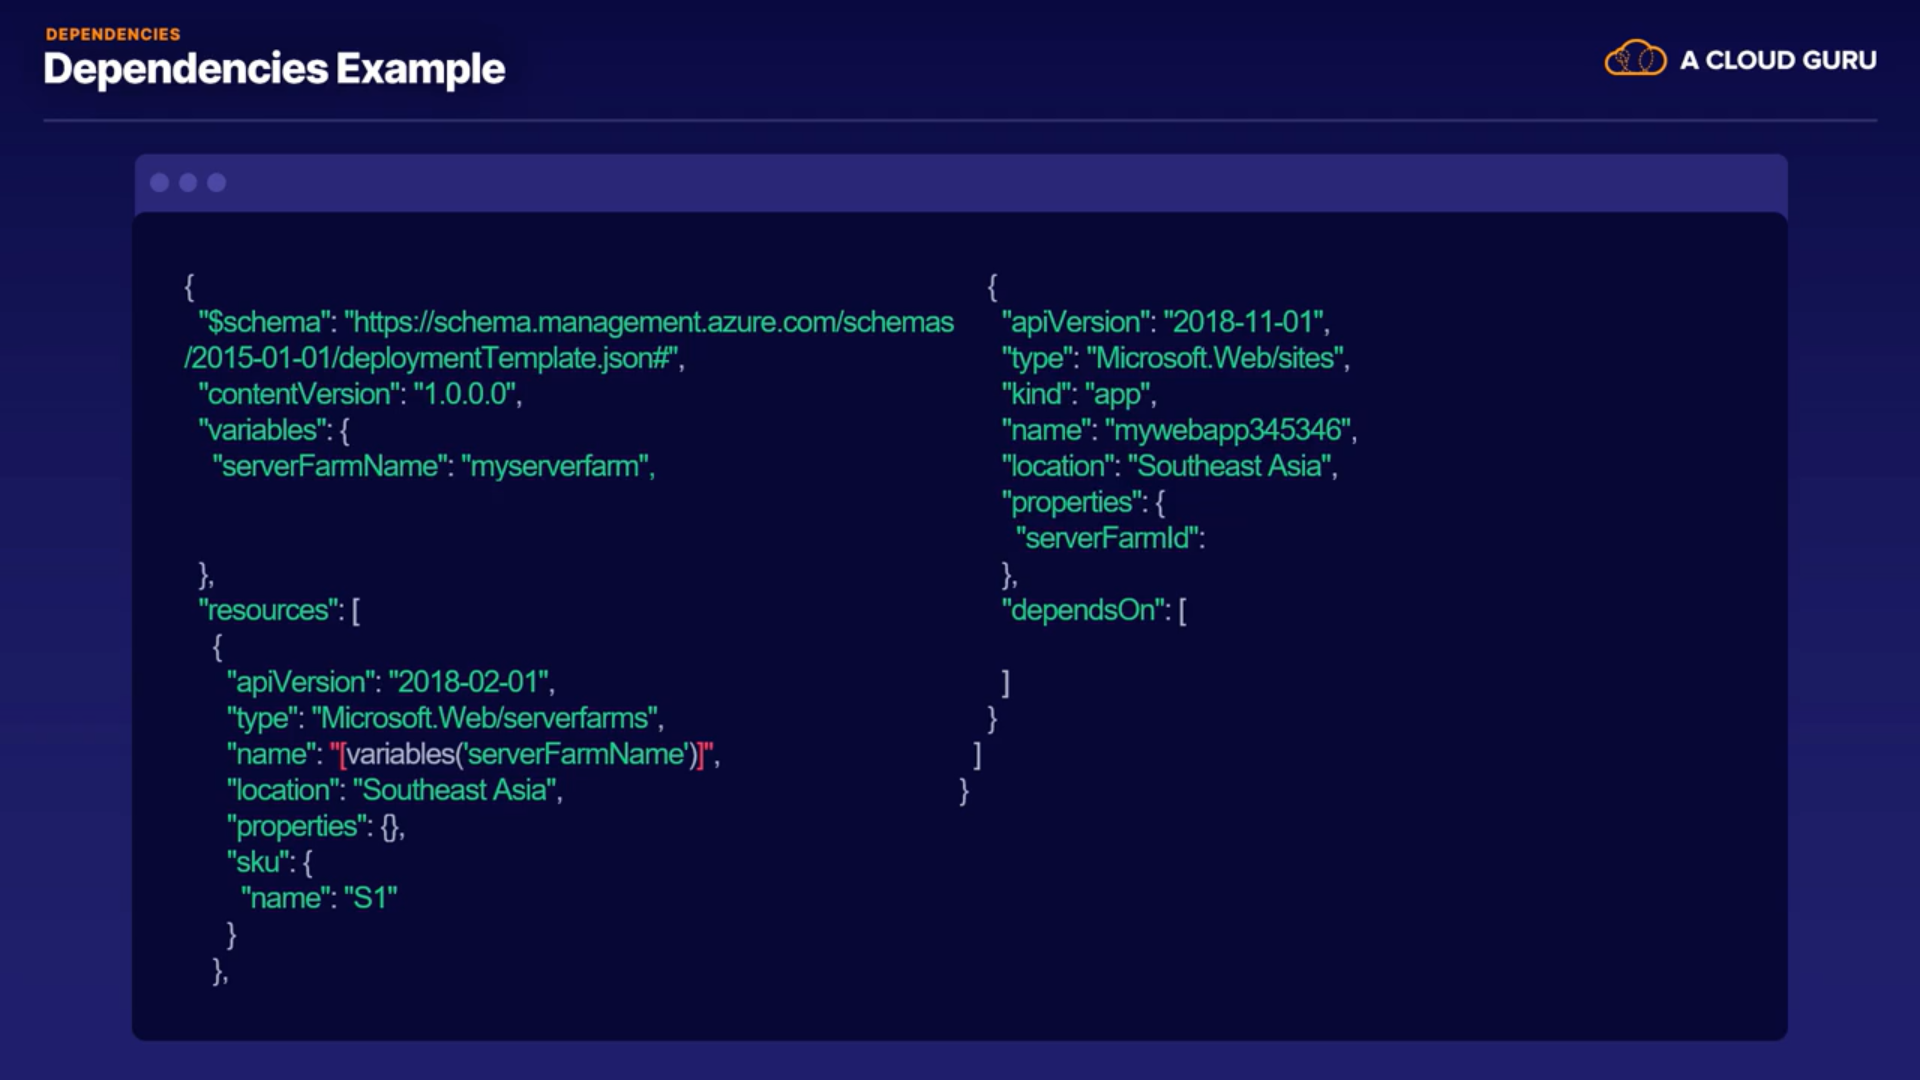 DEPENDENCIES
Dependencies Example
A CLOUD GURU
{
"$schema": "https://schema.management.azure.com/schemas
/2015-01-01/deploymentTemplate.json#",
"contentVersion": "1.0.0.0",
"variables": {
"serverFarmName": "myserverfarm",
},
"resources": [
{
"apiVersion": "2018-02-01",
"type": "Microsoft.Web/serverfarms",
"name": "[variables('serverFarmName')]",
"location": "Southeast Asia",
"properties": {},
"sku": {
"name": "S1"
}
},
{
"apiVersion": "2018-11-01",
"type": "Microsoft.Web/sites",
"kind": "app",
"name": "mywebapp345346",
"location": "Southeast Asia",
"properties": {
"serverFarmId":
},
"dependsOn": [
]
}
]
}